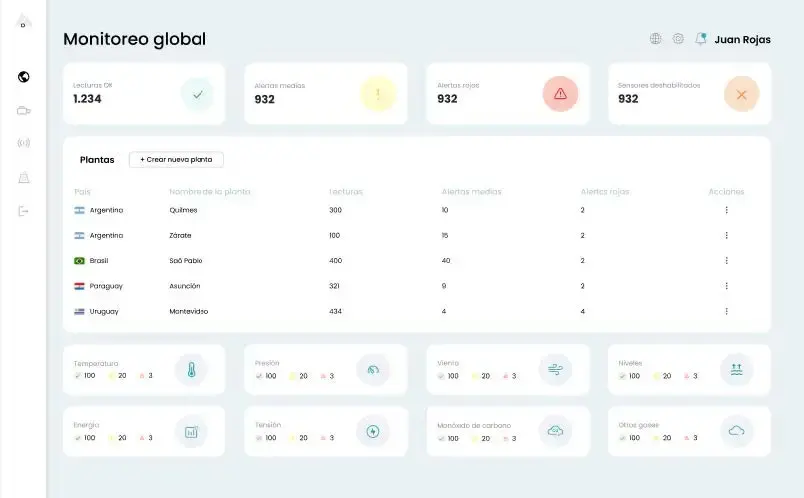 Monitoreo global
Juan Rojas
Lecturas OK
1.234
Alertas medias
932
Alertas rojas
932
Sensores deshabilitados
932
Plantas
+ Crear nueva planta
País Nombre de la planta Lecturas Alertas medias Alertas rojas Acciones
Argentina Quilmes 300 10 2
Argentina Zárate 100 15 2
Brasil Saō Pablo 400 40 2
Paraguay Asunción 321 9 2
Uruguay Montevideo 434 4 4
Temperatura
100 20 3
Presión
100 20 3
Viento
100 20 3
Niveles
100 20 3
Energía
100 20 3
Tensión
100 20 3
Monóxido de carbono
100 20 3
Otros gases
100 20 3